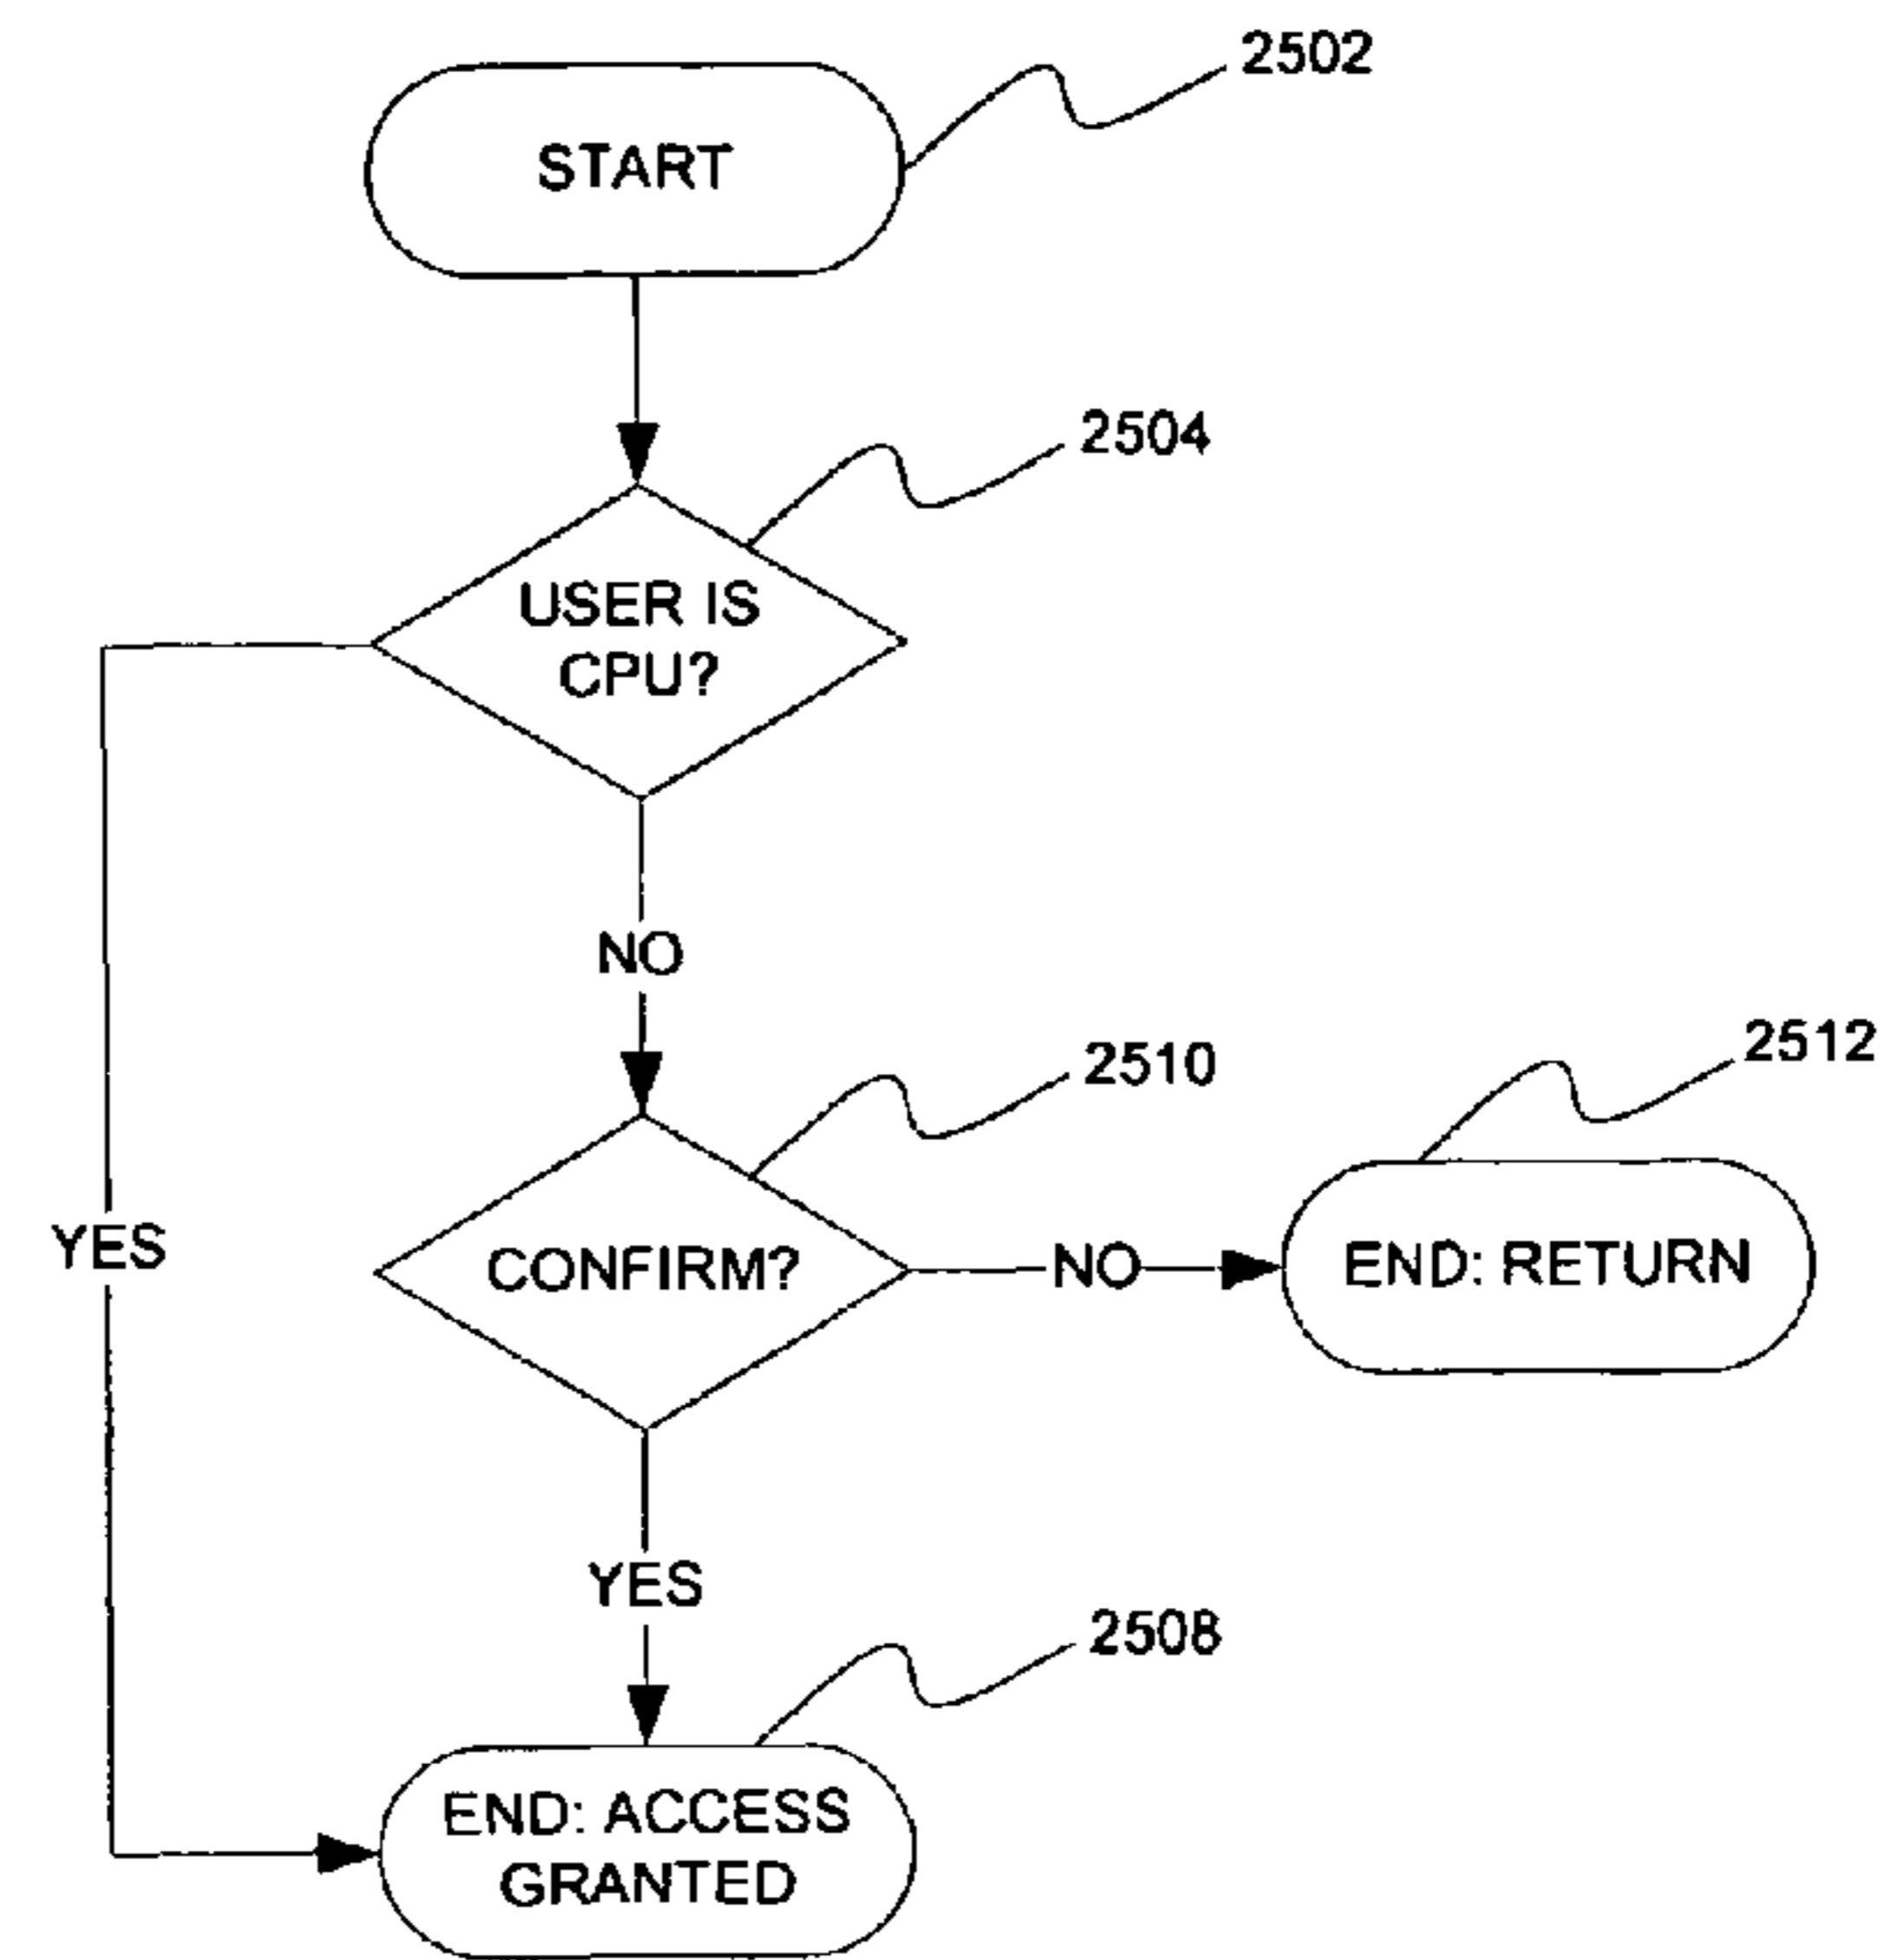 2502
START
2504
USER IS
CPU?
NO
2510
2512
YES
CONFIRM?
NO
END: RETURN
YES
2508
END: ACCESS
GRANTED